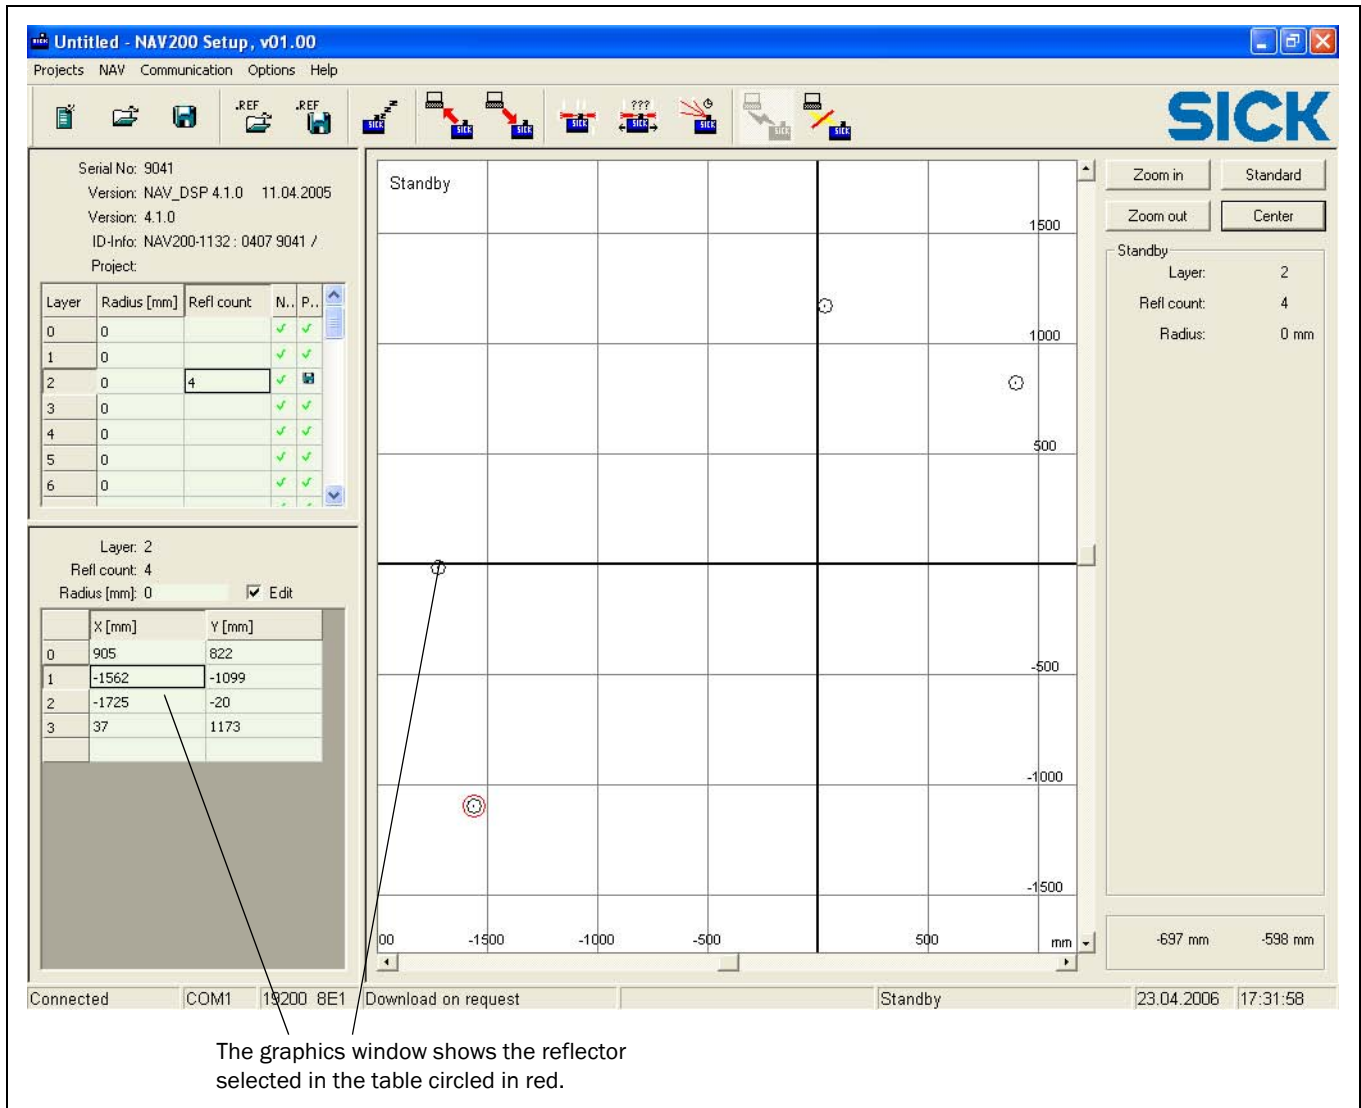 Untitled - NAV200 Setup, v01.00
Projects NAV Communication Options Help
.REF .REF ???
SICK
Serial No: 9041
Version: NAV_DSP 4.1.0 11.04.2005
Version: 4.1.0
ID-Info: NAV200-1132 : 0407 9041 /
Project:
Layer Radius [mm] Refl count N.. P..
0 0
1 0
2 0 4
3 0
4 0
5 0
6 0
Layer: 2
Refl count: 4
Radius [mm]: 0 Edit
X [mm] Y [mm]
0 905 822
1 -1562 -1099
2 -1725 -20
3 37 1173
Standby
1500
1000
500
-500
-1000
-1500
00 -1500 -1000 -500 500 mm
Zoom in Standard
Zoom out Center
Standby
Layer: 2
Refl count: 4
Radius: 0 mm
-697 mm -598 mm
Connected COM1 19200 8E1 Download on request Standby 23.04.2006 17:31:58
The graphics window shows the reflector
selected in the table circled in red.